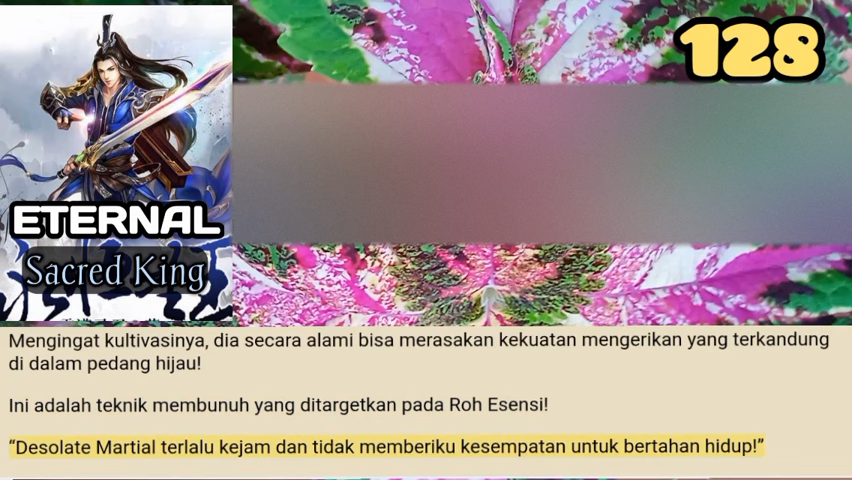 128
ETERNAL
Sacred King
Mengingat kultivasinya, dia secara alami bisa merasakan kekuatan mengerikan yang terkandung
di dalam pedang hijau!
Ini adalah teknik membunuh yang ditargetkan pada Roh Esensi!
“Desolate Martial terlalu kejam dan tidak memberiku kesempatan untuk bertahan hidup!”